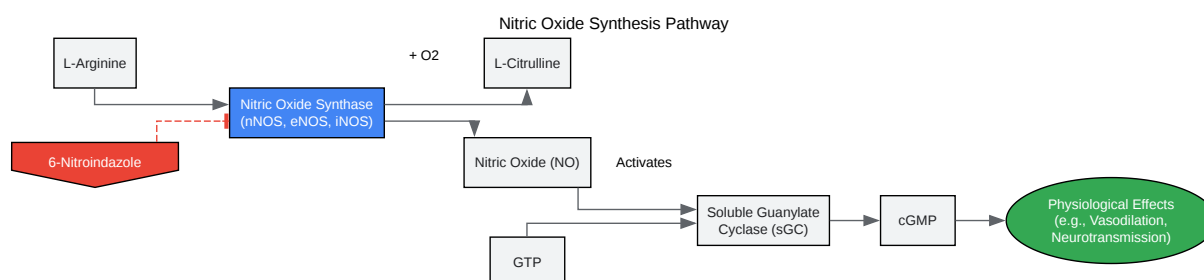 Nitric Oxide Synthesis Pathway
L-Arginine
+ O2
L-Citrulline
Nitric Oxide Synthase
(nNOS, eNOS, iNOS)
6-Nitroindazole
Nitric Oxide (NO)
Activates
Soluble Guanylate
Cyclase (sGC)
cGMP
Physiological Effects
(e.g., Vasodilation,
Neurotransmission)
GTP